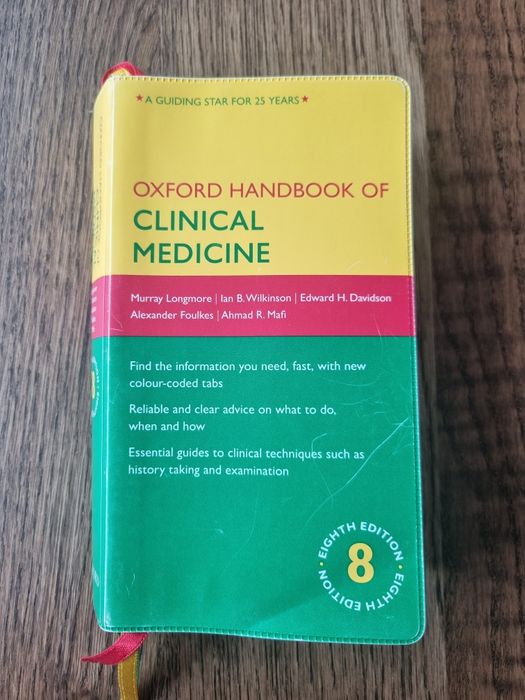 ★ A GUIDING STAR FOR 25 YEARS ★
OXFORD HANDBOOK OF
CLINICAL
MEDICINE
Murray Longmore | Ian B. Wilkinson | Edward H. Davidson
Alexander Foulkes | Ahmad R. Mafi
Find the information you need, fast, with new
colour-coded tabs
Reliable and clear advice on what to do,
when and how
Essential guides to clinical techniques such as
history taking and examination
EIGHTH EDITION • EIGHTH EDITION •
8
8